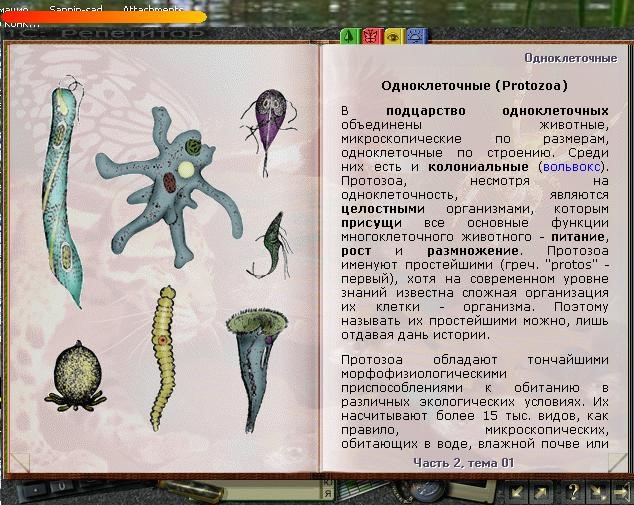 Sanpin-sad Attachments
1С: Репетитор
Одноклеточные
Одноклеточные (Protozoa)
В подцарство одноклеточных
объединены животные,
микроскопические по размерам,
одноклеточные по строению. Среди
них есть и колониальные (вольвокс).
Протозоа, несмотря на
одноклеточность, являются
целостными организмами, которым
присущи все основные функции
многоклеточного животного - питание,
рост и размножение. Протозоа
именуют простейшими (греч. "protos" -
первый), хотя на современном уровне
знаний известна сложная организация
их клетки - организма. Поэтому
называть их простейшими можно, лишь
отдавая дань истории.
Протозоа обладают тончайшими
морфофизиологическими
приспособлениями к обитанию в
различных экологических условиях. Их
насчитывают более 15 тыс. видов, как
правило, микроскопических,
обитающих в воде, влажной почве или
Часть 2, тема 01